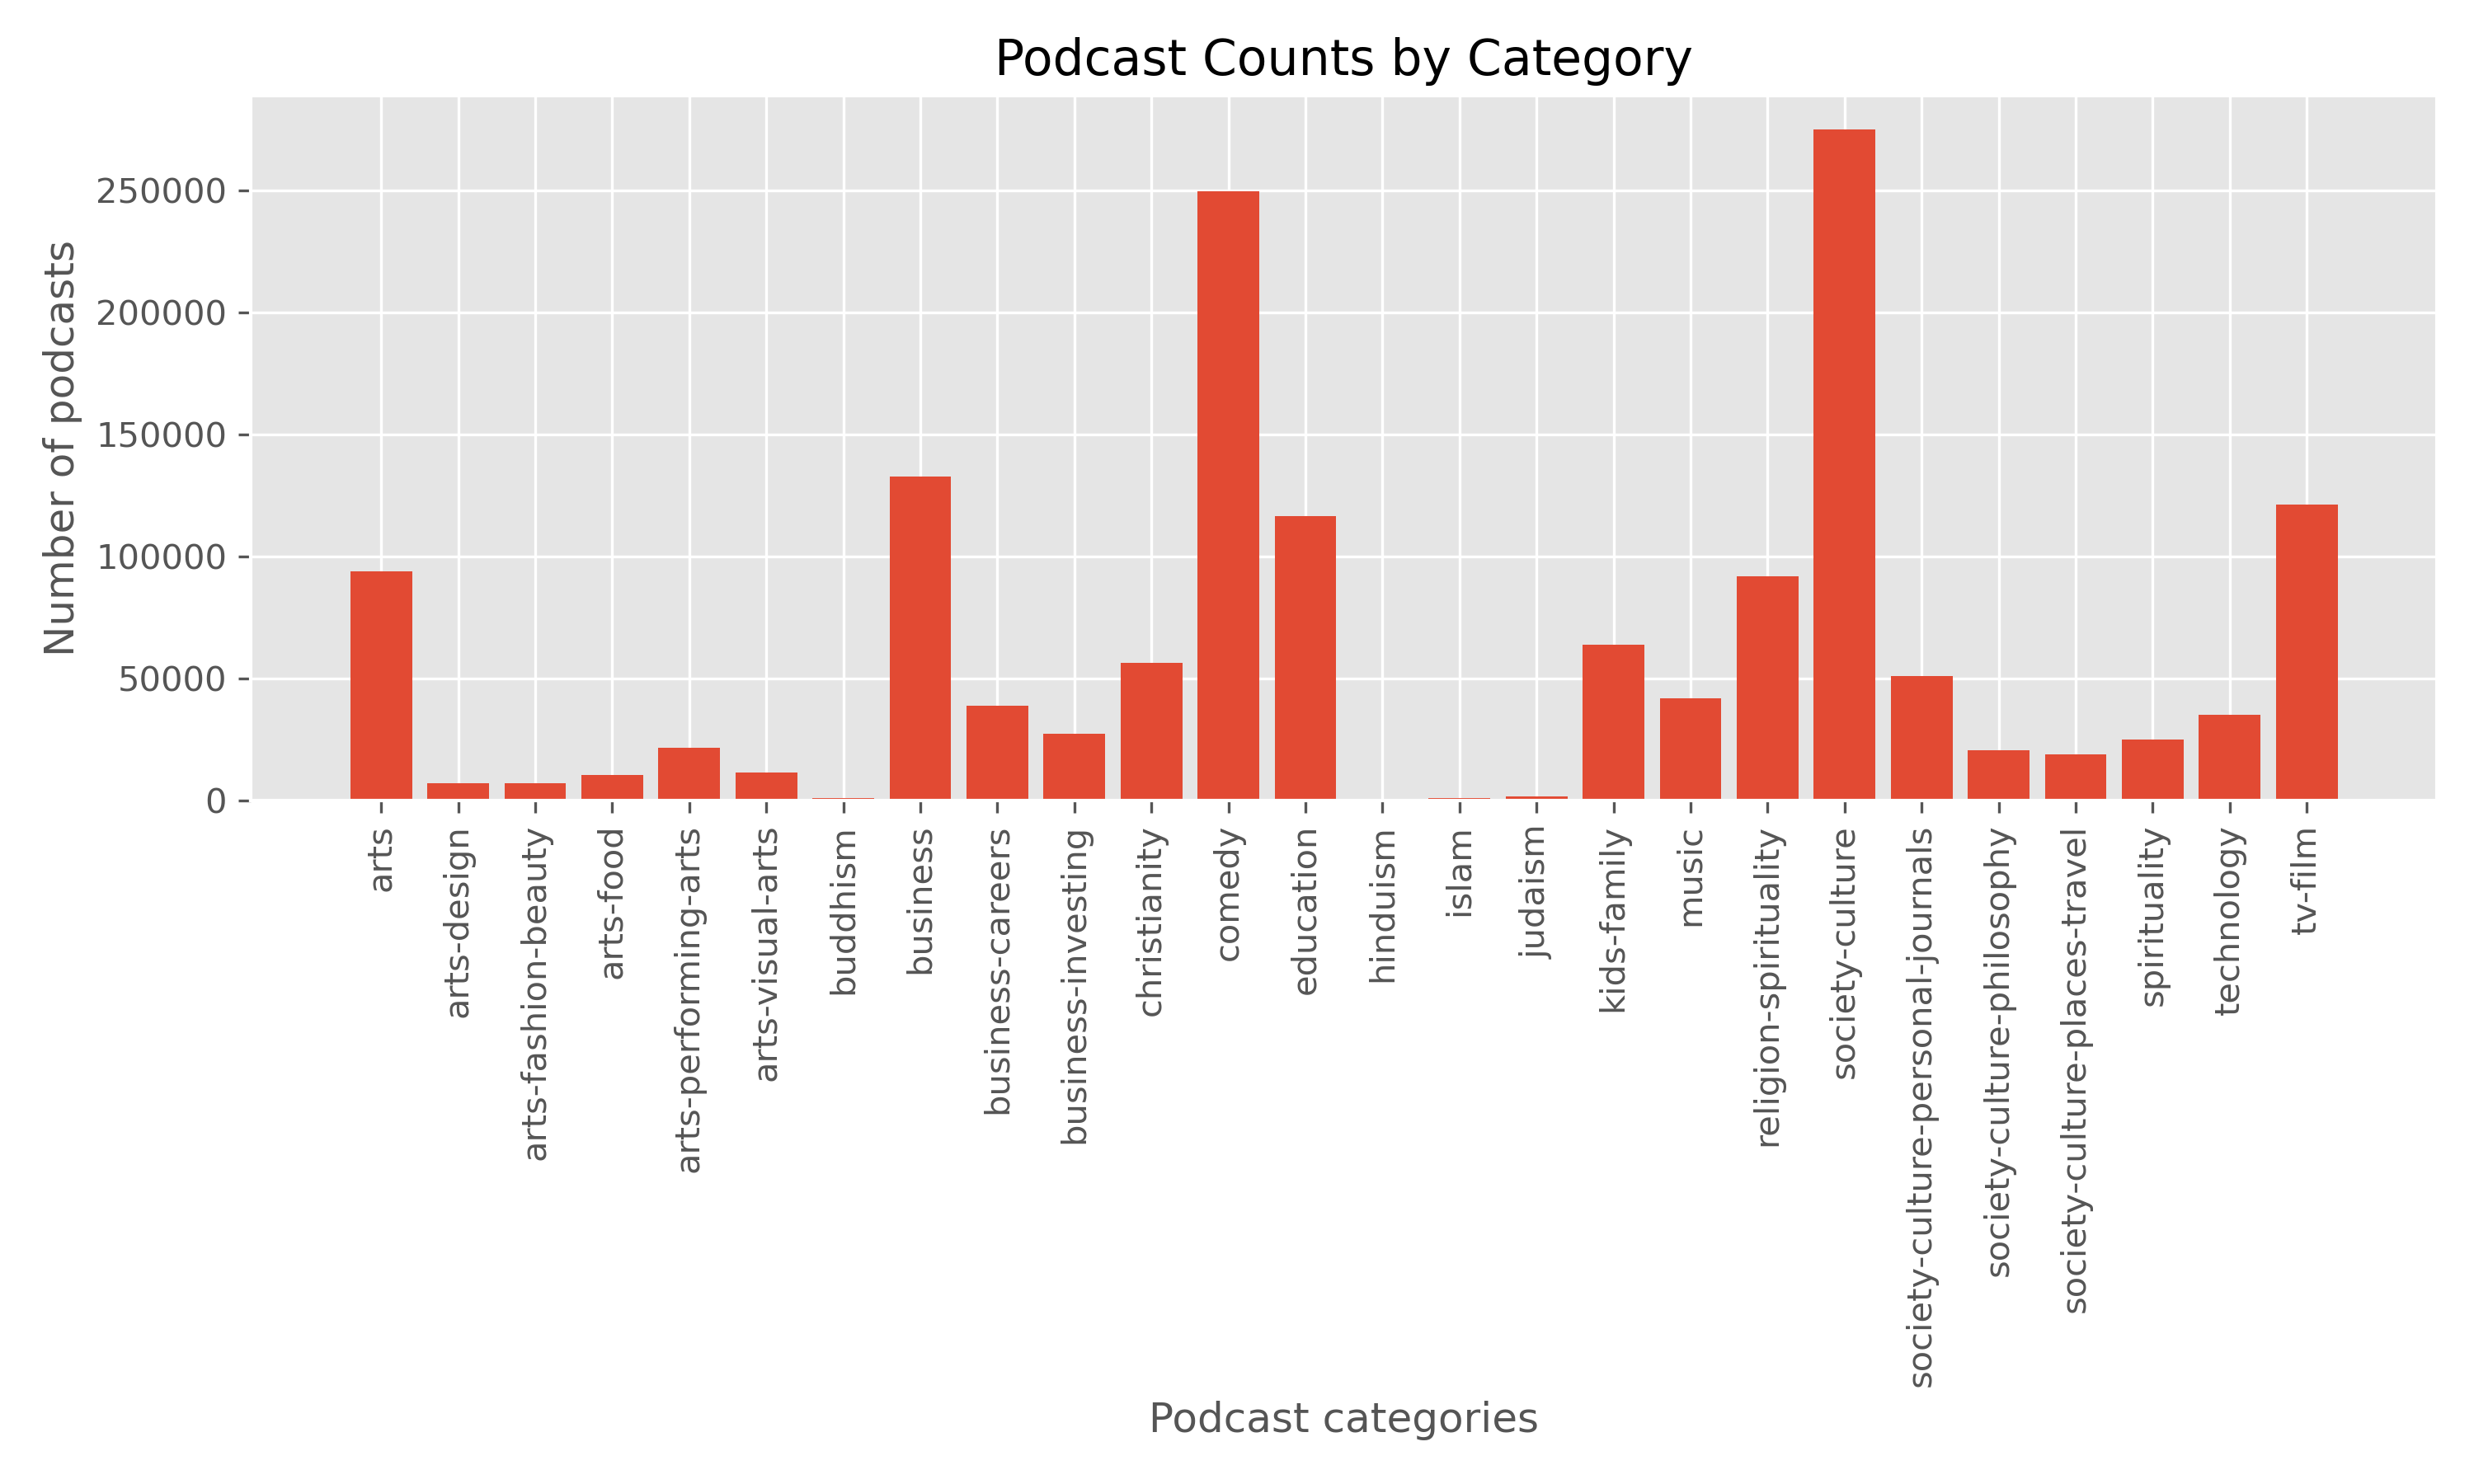 Podcast Counts by Category
Number of podcasts
250000
200000
150000
100000
50000
0
arts
arts-design
arts-fashion-beauty
arts-food
arts-performing-arts
arts-visual-arts
buddhism
business
business-careers
business-investing
christianity
comedy
education
hinduism
islam
judaism
kids-family
music
religion-spirituality
society-culture
society-culture-personal-journals
society-culture-philosophy
society-culture-places-travel
spirituality
technology
tv-film
Podcast categories